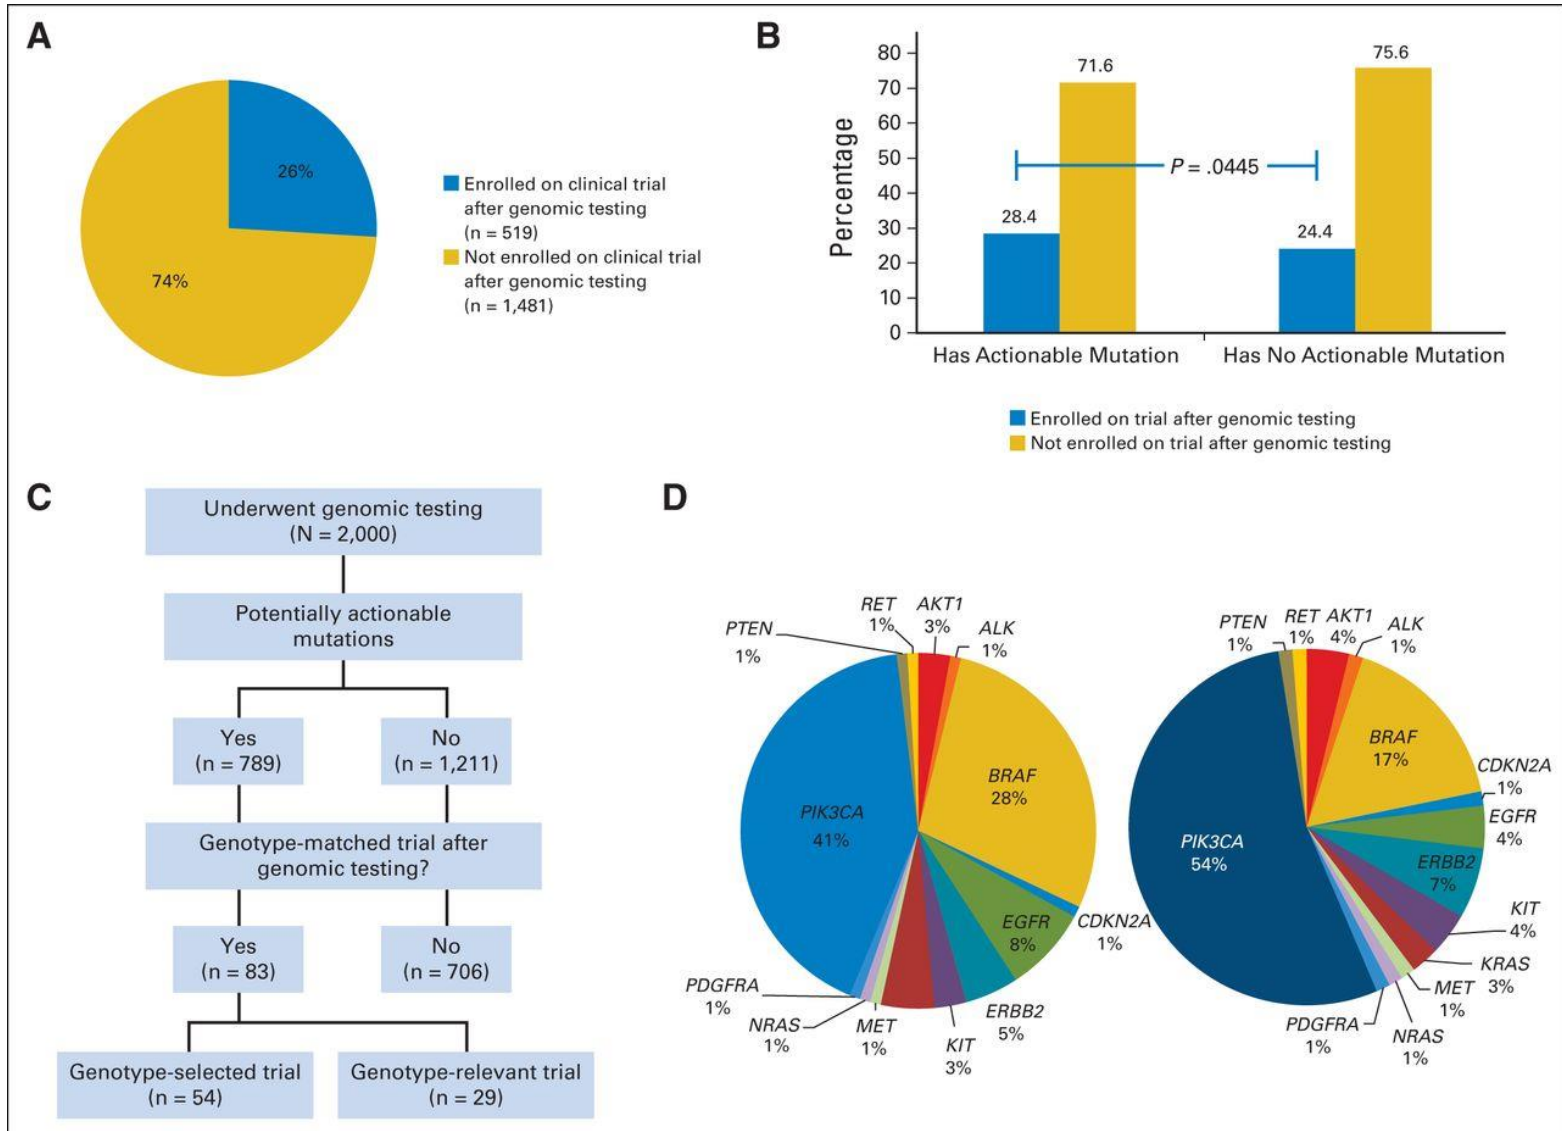 A
26%
74%
Enrolled on clinical trial
after genomic testing
(n = 519)
Not enrolled on clinical trial
after genomic testing
(n = 1,481)
B
Percentage
80
70
60
50
40
30
20
10
0
28.4
71.6
P = .0445
24.4
75.6
Has Actionable Mutation
Has No Actionable Mutation
Enrolled on trial after genomic testing
Not enrolled on trial after genomic testing
C
Underwent genomic testing
(N = 2,000)
Potentially actionable
mutations
Yes
(n = 789)
No
(n = 1,211)
Genotype-matched trial after
genomic testing?
Yes
(n = 83)
No
(n = 706)
Genotype-selected trial
(n = 54)
Genotype-relevant trial
(n = 29)
D
PTEN
1%
RET
1%
AKT1
3%
ALK
1%
BRAF
28%
CDKN2A
1%
EGFR
8%
ERBB2
5%
KIT
3%
MET
1%
NRAS
1%
PDGFRA
1%
PIK3CA
41%
PTEN
1%
RET
1%
AKT1
4%
ALK
1%
BRAF
17%
CDKN2A
1%
EGFR
4%
ERBB2
7%
KIT
4%
KRAS
3%
MET
1%
NRAS
1%
PDGFRA
1%
PIK3CA
54%